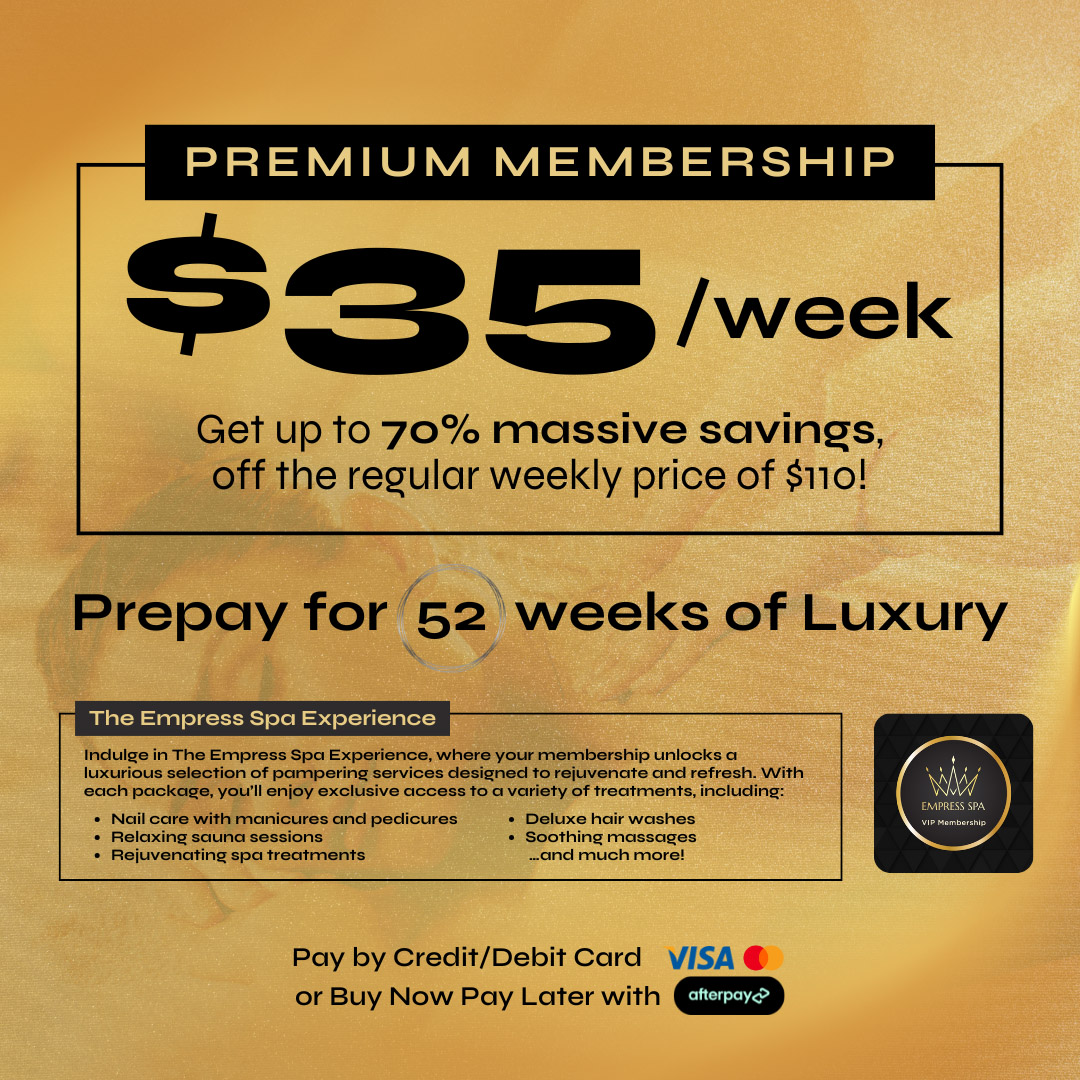 PREMIUM MEMBERSHIP
$35/week
Get up to 70% massive savings,
off the regular weekly price of $110!
Prepay for 52 weeks of Luxury
The Empress Spa Experience
Indulge in The Empress Spa Experience, where your membership unlocks a
luxurious selection of pampering services designed to rejuvenate and refresh. With
each package, you'll enjoy exclusive access to a variety of treatments, including:
• Nail care with manicures and pedicures
• Relaxing sauna sessions
• Rejuvenating spa treatments
• Deluxe hair washes
• Soothing massages
...and much more!
EMPRESS SPA
VIP Membership
Pay by Credit/Debit Card VISA
or Buy Now Pay Later with afterpay